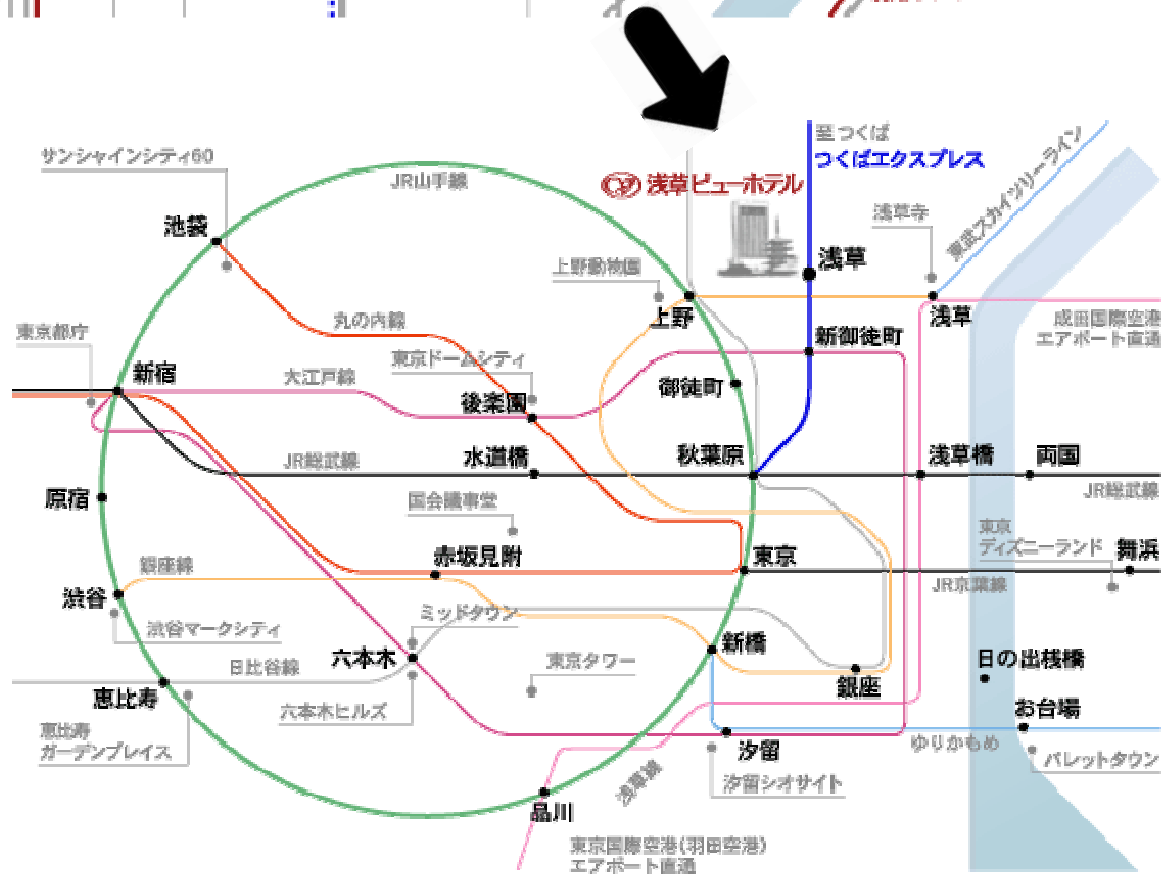 至つくば
つくばエクスプレス
サンシャインシティ60
JR山手線
浅草ビューホテル
東武スカイツリーライン
浅草寺
池袋
上野動物園
浅草
上野
浅草
成田国際空港
エアポート直通
丸の内線
東京都庁
東京ドームシティ
新御徒町
新宿
大江戸線
御徒町
後楽園
JR総武線
水道橋
秋葉原
浅草橋
両国
JR総武線
原宿
国会議事堂
東京
ディズニーランド
舞浜
赤坂見附
東京
JR京葉線
銀座線
渋谷
渋谷マークシティ
ミッドタウン
新橋
六本木
東京タワー
日の出桟橋
日比谷線
銀座
恵比寿
六本木ヒルズ
お台場
恵比寿
ガーデンプレイス
汐留
ゆりかもめ
パレットタウン
汐留シオサイト
浅草線
品川
東京国際空港(羽田空港)
エアポート直通